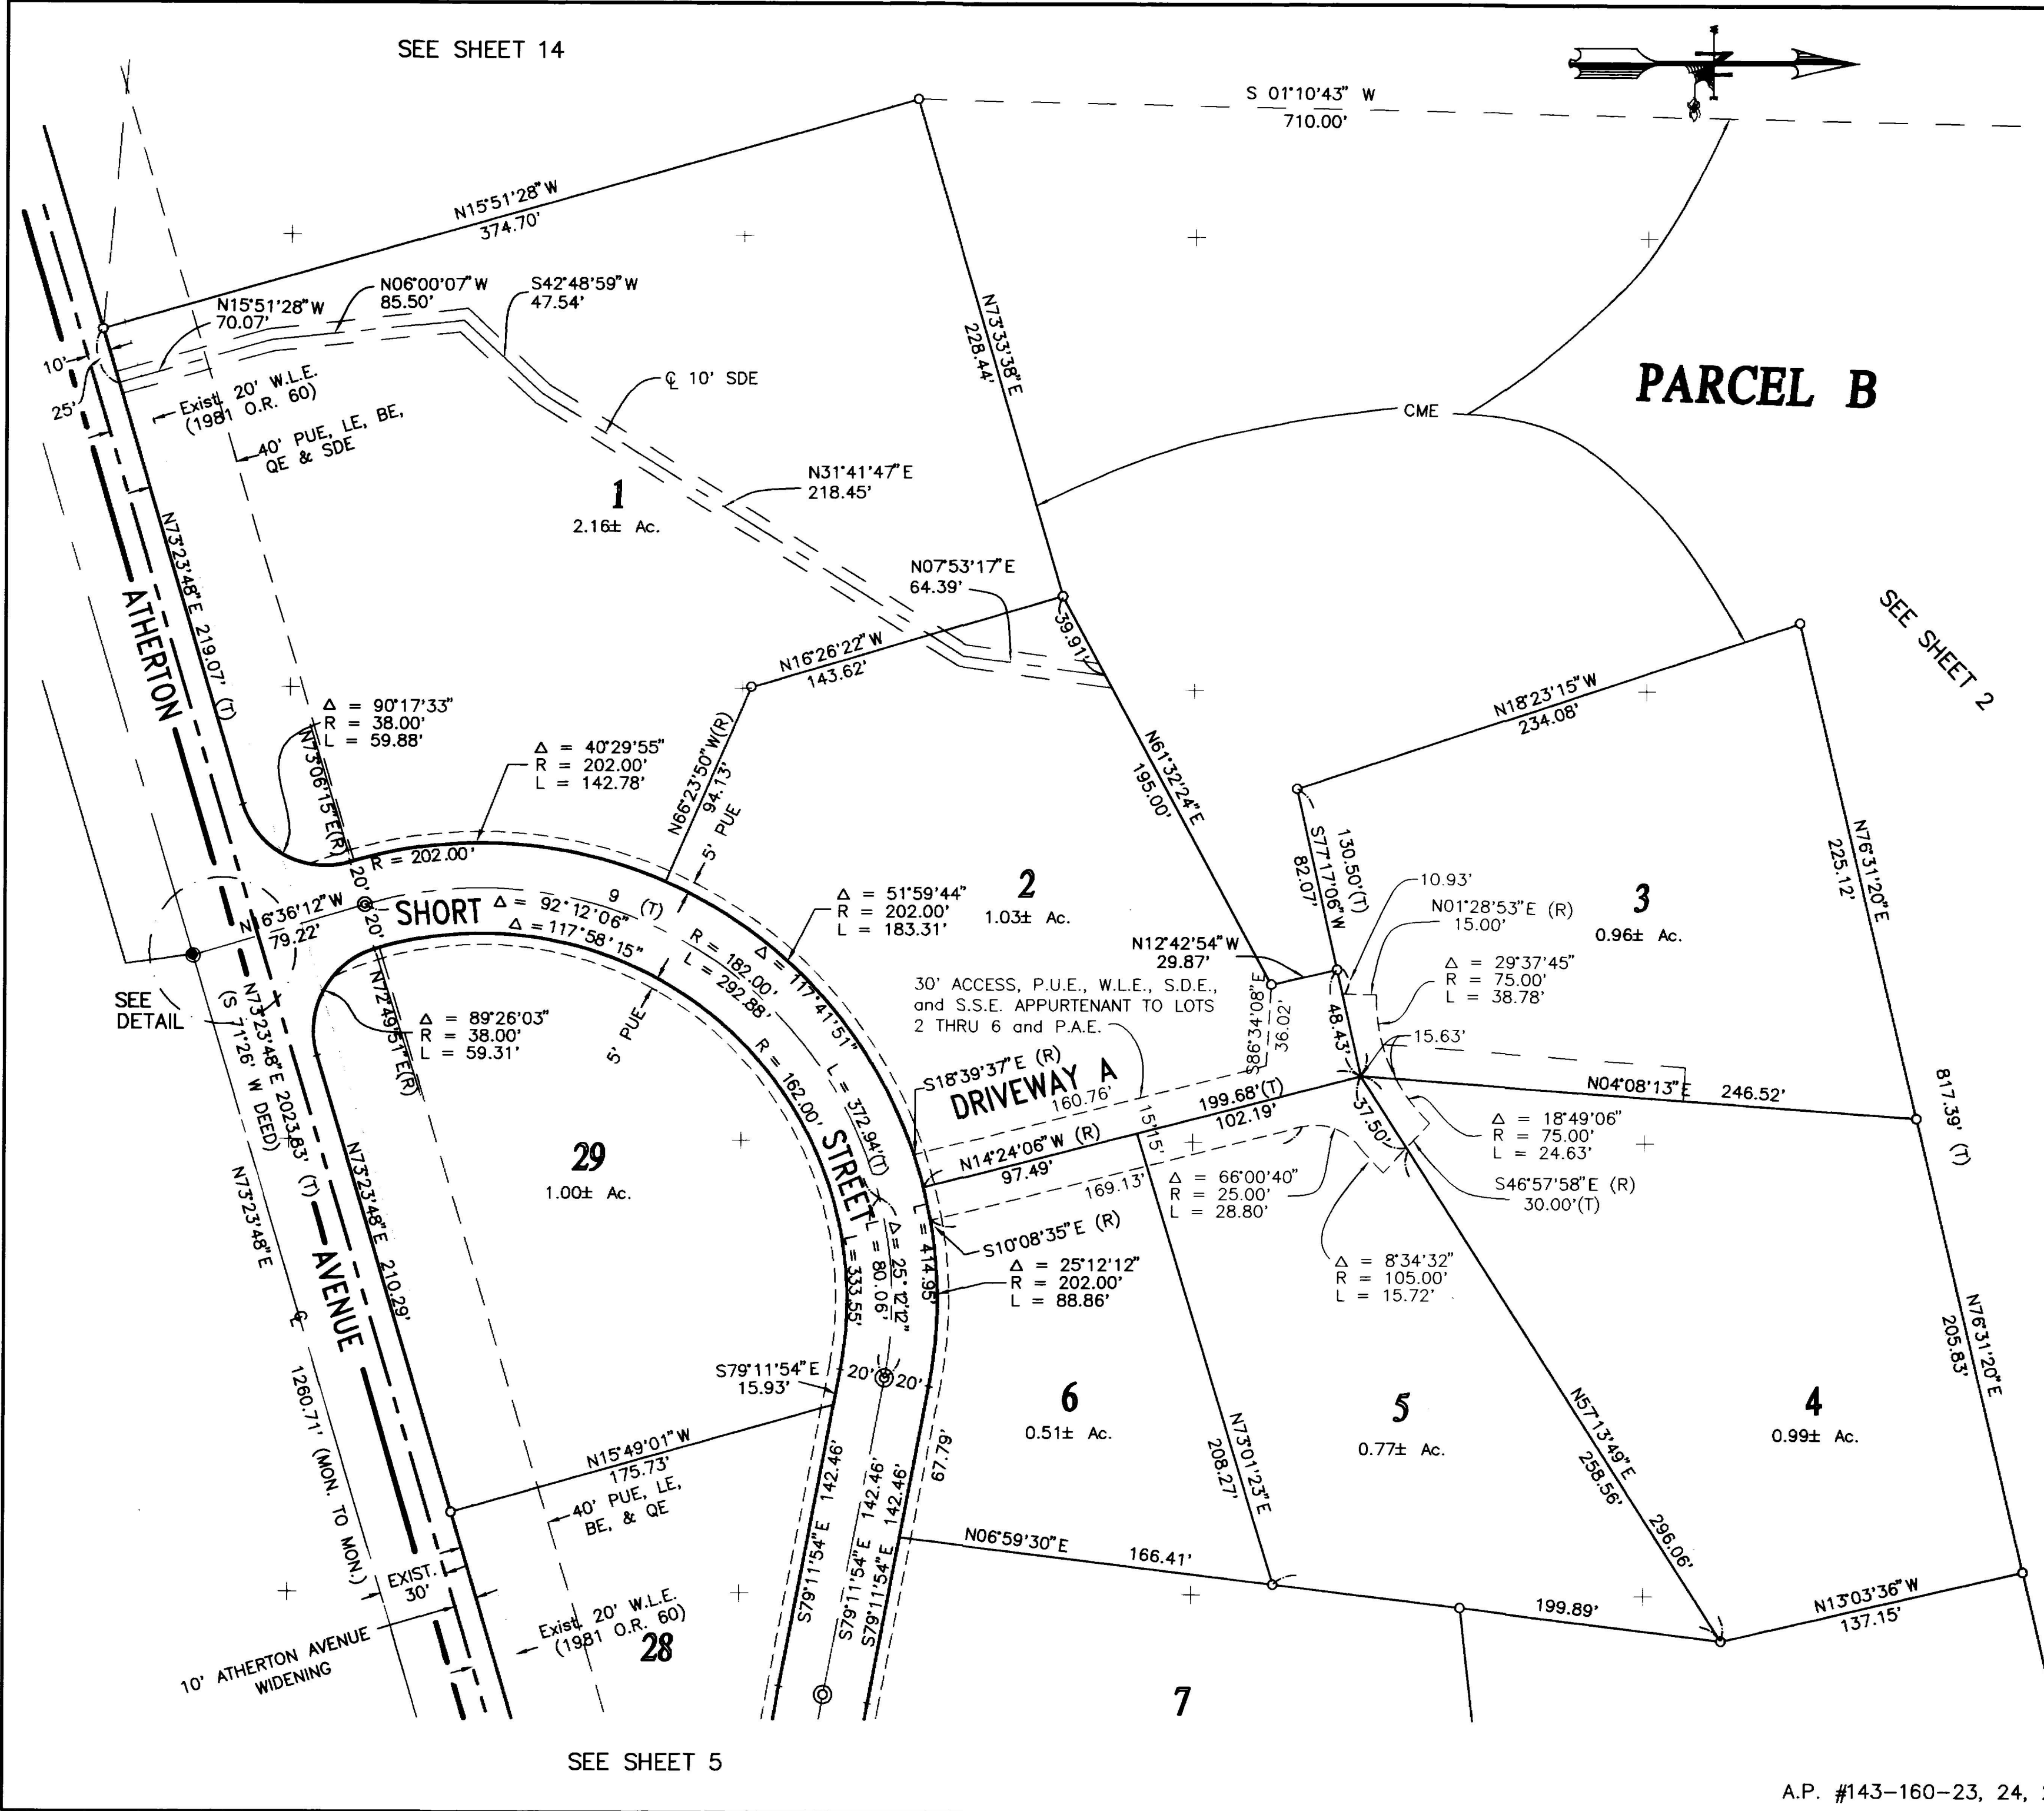 SEE SHEET 14
S 01°10'43" W
710.00'
N
N15°51'28" W
374.70'
N15°51'28" W
70.07'
N06°00'07" W
85.50'
S42°48'59" W
47.54'
N73°33'38"E
228.44'
10'
25'
Exist. 20' W.L.E.
(1981 O.R. 60)
40' PUE, LE, BE,
QE & SDE
℄ 10' SDE
CME
PARCEL B
N31°41'47"E
218.45'
1
2.16± Ac.
N07°53'17"E
64.39'
39.91'
N16°26'22" W
143.62'
SEE SHEET 2
ATHERTON
N73°23'48"E 219.07' (T)
Δ = 90°17'33"
R = 38.00'
L = 59.88'
N73°06'15"E(R)
Δ = 40°29'55"
R = 202.00'
L = 142.78'
N66°23'50" W(R)
94.13'
5' PUE
N61°32'24"E
195.00'
N18°23'15" W
234.08'
130.50'(T)
S77°17'06" W
82.07'
N76°31'20"E
225.12'
R = 202.00'
20'
20'
N16°36'12" W
79.22'
SHORT
9 (T)
Δ = 92°12'06"
Δ = 117°58'15"
Δ = 51°59'44"
R = 202.00'
L = 183.31'
2
1.03± Ac.
3
0.96± Ac.
10.93'
N01°28'53"E (R)
15.00'
N12°42'54" W
29.87'
Δ = 29°37'45"
R = 75.00'
L = 38.78'
30' ACCESS, P.U.E., W.L.E., S.D.E.,
and S.S.E. APPURTENANT TO LOTS
2 THRU 6 and P.A.E.
S86°34'08"E
36.02'
48.43'
15.63'
SEE
DETAIL
N72°49'51"E(R)
Δ = 89°26'03"
R = 38.00'
L = 59.31'
5' PUE
R = 182.00'
L = 292.88'
Δ = 117°41'51"
R = 162.00'
L = 372.94'(T)
STREET
S18°39'37"E (R)
DRIVEWAY A
160.76'
15'
15'
199.68'(T)
102.19'
N14°24'06" W (R)
97.49'
169.13'
37.50'
N04°08'13"E 246.52'
817.39' (T)
Δ = 18°49'06"
R = 75.00'
L = 24.63'
S46°57'58"E (R)
30.00'(T)
Δ = 66°00'40"
R = 25.00'
L = 28.80'
S10°08'35"E (R)
Δ = 25°12'12"
R = 202.00'
L = 88.86'
Δ = 8°34'32"
R = 105.00'
L = 15.72'
N73°23'48"E 2023.83' (T)
(S 71°26' W DEED)
N73°23'48"E
29
1.00± Ac.
N73°23'48"E 210.29'
AVENUE
L = 333.55'
L = 80.06'
Δ = 25°12'12"
L = 414.95'
S79°11'54"E
15.93'
20'
20'
6
0.51± Ac.
5
0.77± Ac.
4
0.99± Ac.
N76°31'20"E
205.83'
N73°01'23"E
208.27'
N57°13'49"E
258.56'
296.06'
1260.71' (MON. TO MON.)
N15°49'01" W
175.73'
40' PUE, LE,
BE, & QE
S79°11'54"E 142.46'
S79°11'54"E 142.46'
S79°11'54"E 142.46'
67.79'
N06°59'30"E 166.41'
199.89'
N13°03'36" W
137.15'
EXIST.
30'
Exist. 20' W.L.E.
(1981 O.R. 60)
10' ATHERTON AVENUE
WIDENING
28
7
SEE SHEET 5
A.P. #143-160-23, 24,